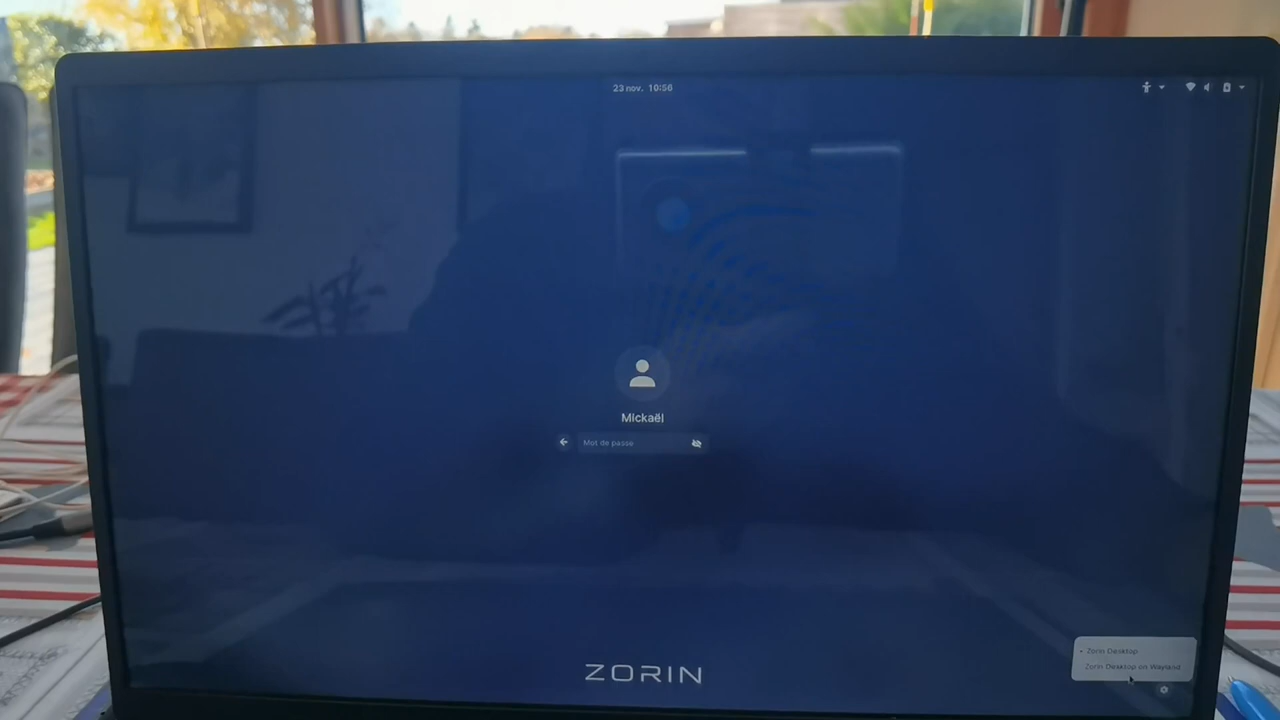 23 nov. 10:56
Mickaël
Mot de passe
ZORIN
Zorin Desktop
Zorin Desktop on Wayland